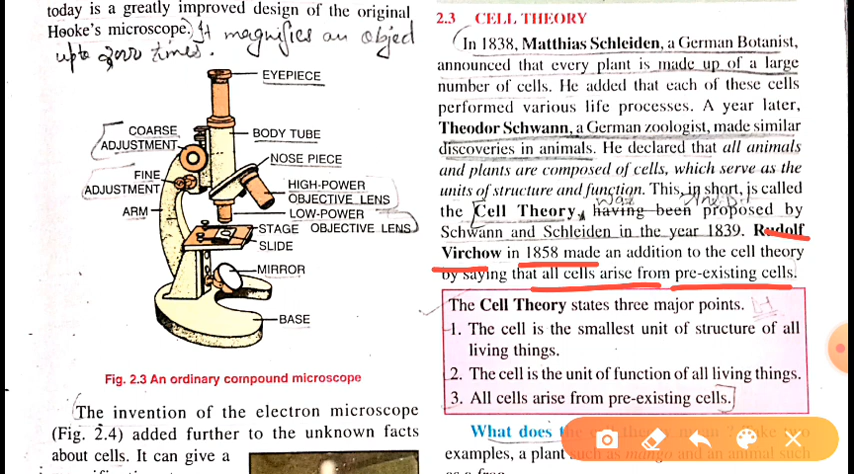 today is a greatly improved design of the original
Hooke's microscope. It magnifies an object
upto 2000 times.
EYEPIECE
COARSE
ADJUSTMENT
BODY TUBE
NOSE PIECE
FINE
ADJUSTMENT
HIGH-POWER
OBJECTIVE LENS
ARM
LOW-POWER
OBJECTIVE LENS
STAGE
SLIDE
MIRROR
BASE
Fig. 2.3 An ordinary compound microscope
The invention of the electron microscope
(Fig. 2.4) added further to the unknown facts
about cells. It can give a
2.3 CELL THEORY
In 1838, Matthias Schleiden, a German Botanist,
announced that every plant is made up of a large
number of cells. He added that each of these cells
performed various life processes. A year later,
Theodor Schwann, a German zoologist, made similar
discoveries in animals. He declared that all animals
and plants are composed of cells, which serve as the
units of structure and function. This, in short, is called
was
the Cell Theory, having been proposed by
Schwann and Schleiden in the year 1839. Rudolf
Virchow in 1858 made an addition to the cell theory
by saying that all cells arise from pre-existing cells.
The Cell Theory states three major points.
1. The cell is the smallest unit of structure of all
living things.
2. The cell is the unit of function of all living things.
3. All cells arise from pre-existing cells.
What does
examples, a plant such as mango and an animal such